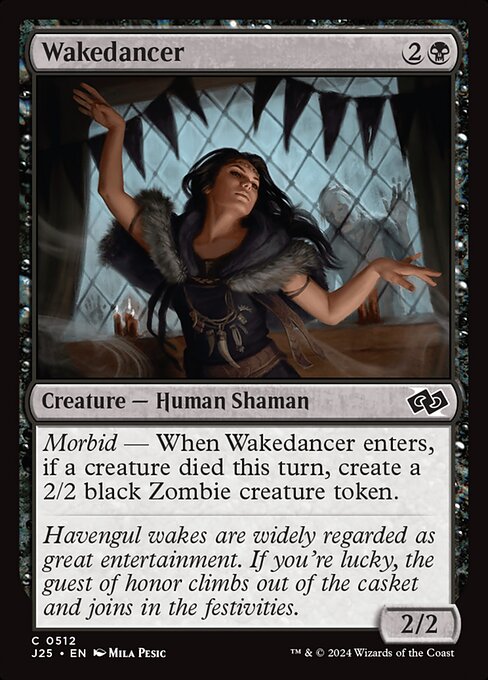 Wakedancer 2
Creature — Human Shaman
Morbid — When Wakedancer enters,
if a creature died this turn, create a
2/2 black Zombie creature token.
Havengul wakes are widely regarded as
great entertainment. If you're lucky, the
guest of honor climbs out of the casket
and joins in the festivities.
2/2
C 0512
J25 • EN Mila Pesic
™ & © 2024 Wizards of the Coast